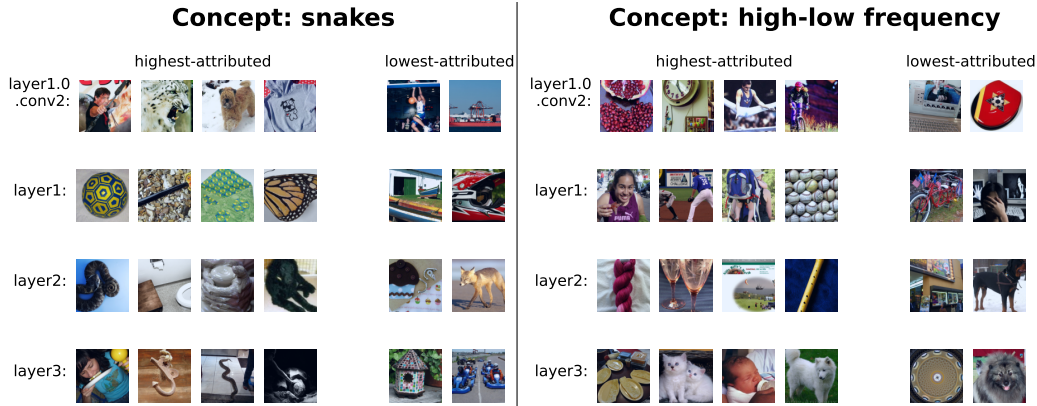 Concept: snakes
highest-attributed
lowest-attributed
layer1.0
.conv2:
layer1:
layer2:
layer3:
Concept: high-low frequency
highest-attributed
lowest-attributed
layer1.0
.conv2:
layer1:
PUMA
layer2:
layer3: